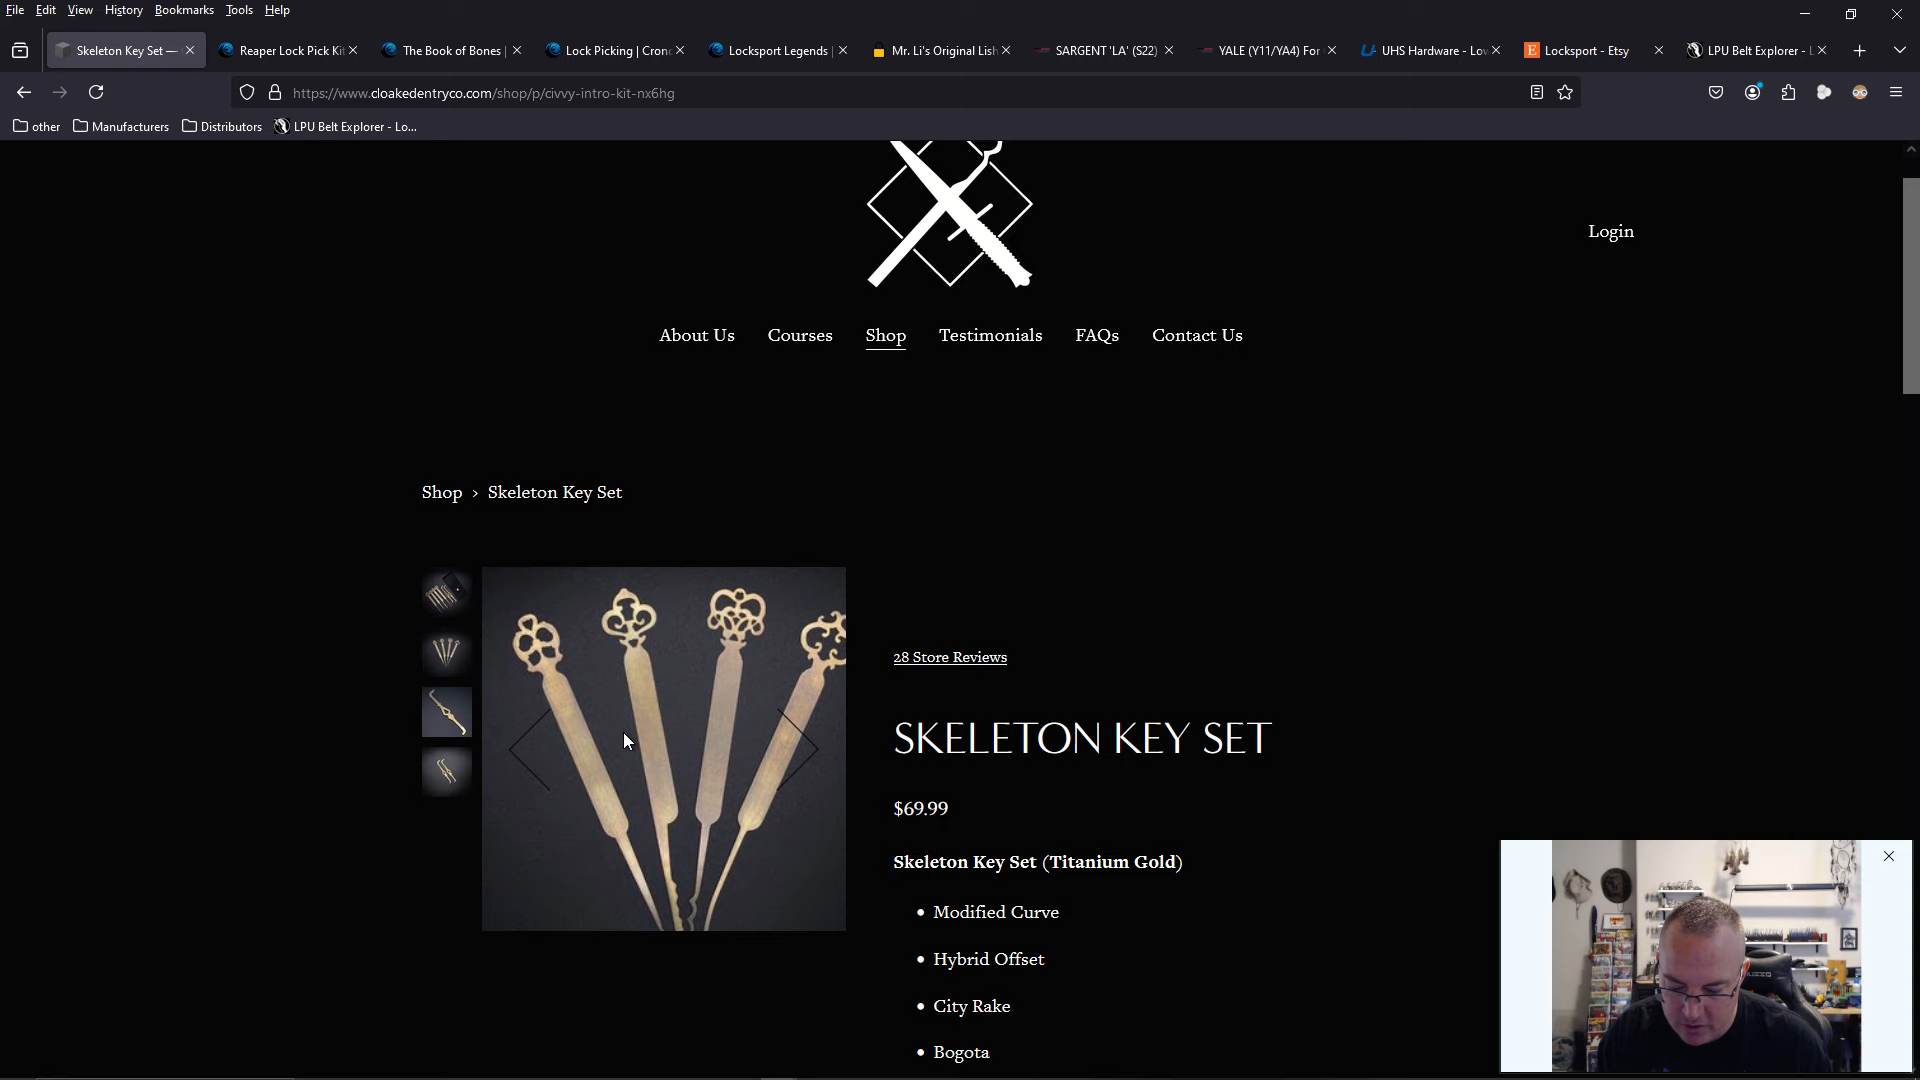 File Edit View History Bookmarks Tools Help
Skeleton Key Set — Reaper Lock Pick Kit The Book of Bones | Lock Picking | Cronc Locksport Legends | Mr. Li's Original Lish SARGENT 'LA' (S22) YALE (Y11/YA4) For UHS Hardware - Lov Locksport - Etsy LPU Belt Explorer - L
https://www.cloakedentryco.com/shop/p/civvy-intro-kit-nx6hg
other Manufacturers Distributors LPU Belt Explorer - Lo...
Login
About Us Courses Shop Testimonials FAQs Contact Us
Shop › Skeleton Key Set
28 Store Reviews
SKELETON KEY SET
$69.99
Skeleton Key Set (Titanium Gold)
• Modified Curve
• Hybrid Offset
• City Rake
• Bogota